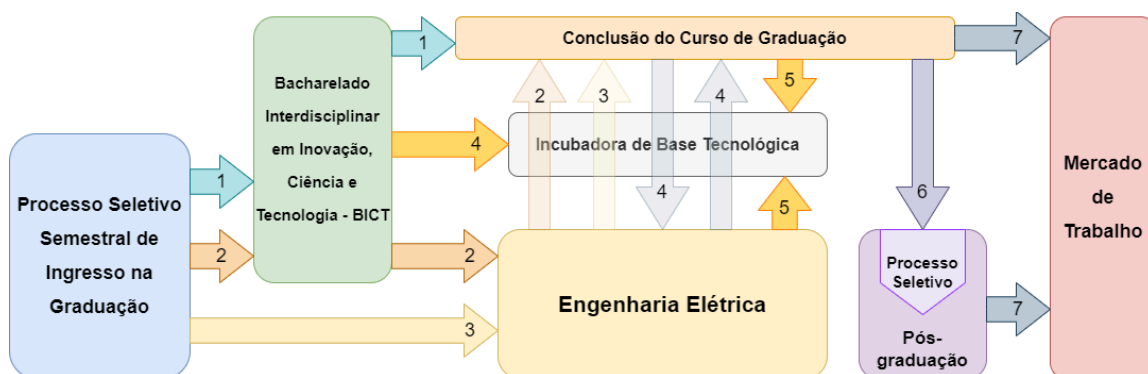 1
Conclusão do Curso de Graduação
7
Bacharelado
Interdisciplinar
em Inovação,
Ciência e
Tecnologia - BICT
2
3
4
4
5
4
Incubadora de Base Tecnológica
Processo Seletivo
Semestral de
Ingresso na
Graduação
1
2
3
2
4
5
Engenharia Elétrica
6
Processo
Seletivo
Pós-
graduação
7
Mercado
de
Trabalho